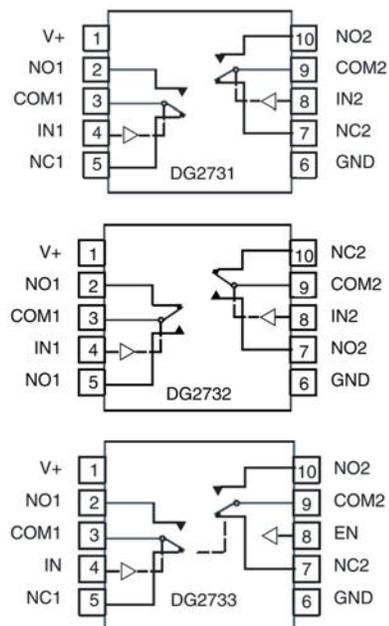 V+ 1 10 NO2
NO1 2 9 COM2
COM1 3 8 IN2
IN1 4 7 NC2
NC1 5 6 GND
DG2731
V+ 1 10 NC2
NO1 2 9 COM2
COM1 3 8 IN2
IN1 4 7 NO2
NO1 5 6 GND
DG2732
V+ 1 10 NO2
NO1 2 9 COM2
COM1 3 8 EN
IN 4 7 NC2
NC1 5 6 GND
DG2733